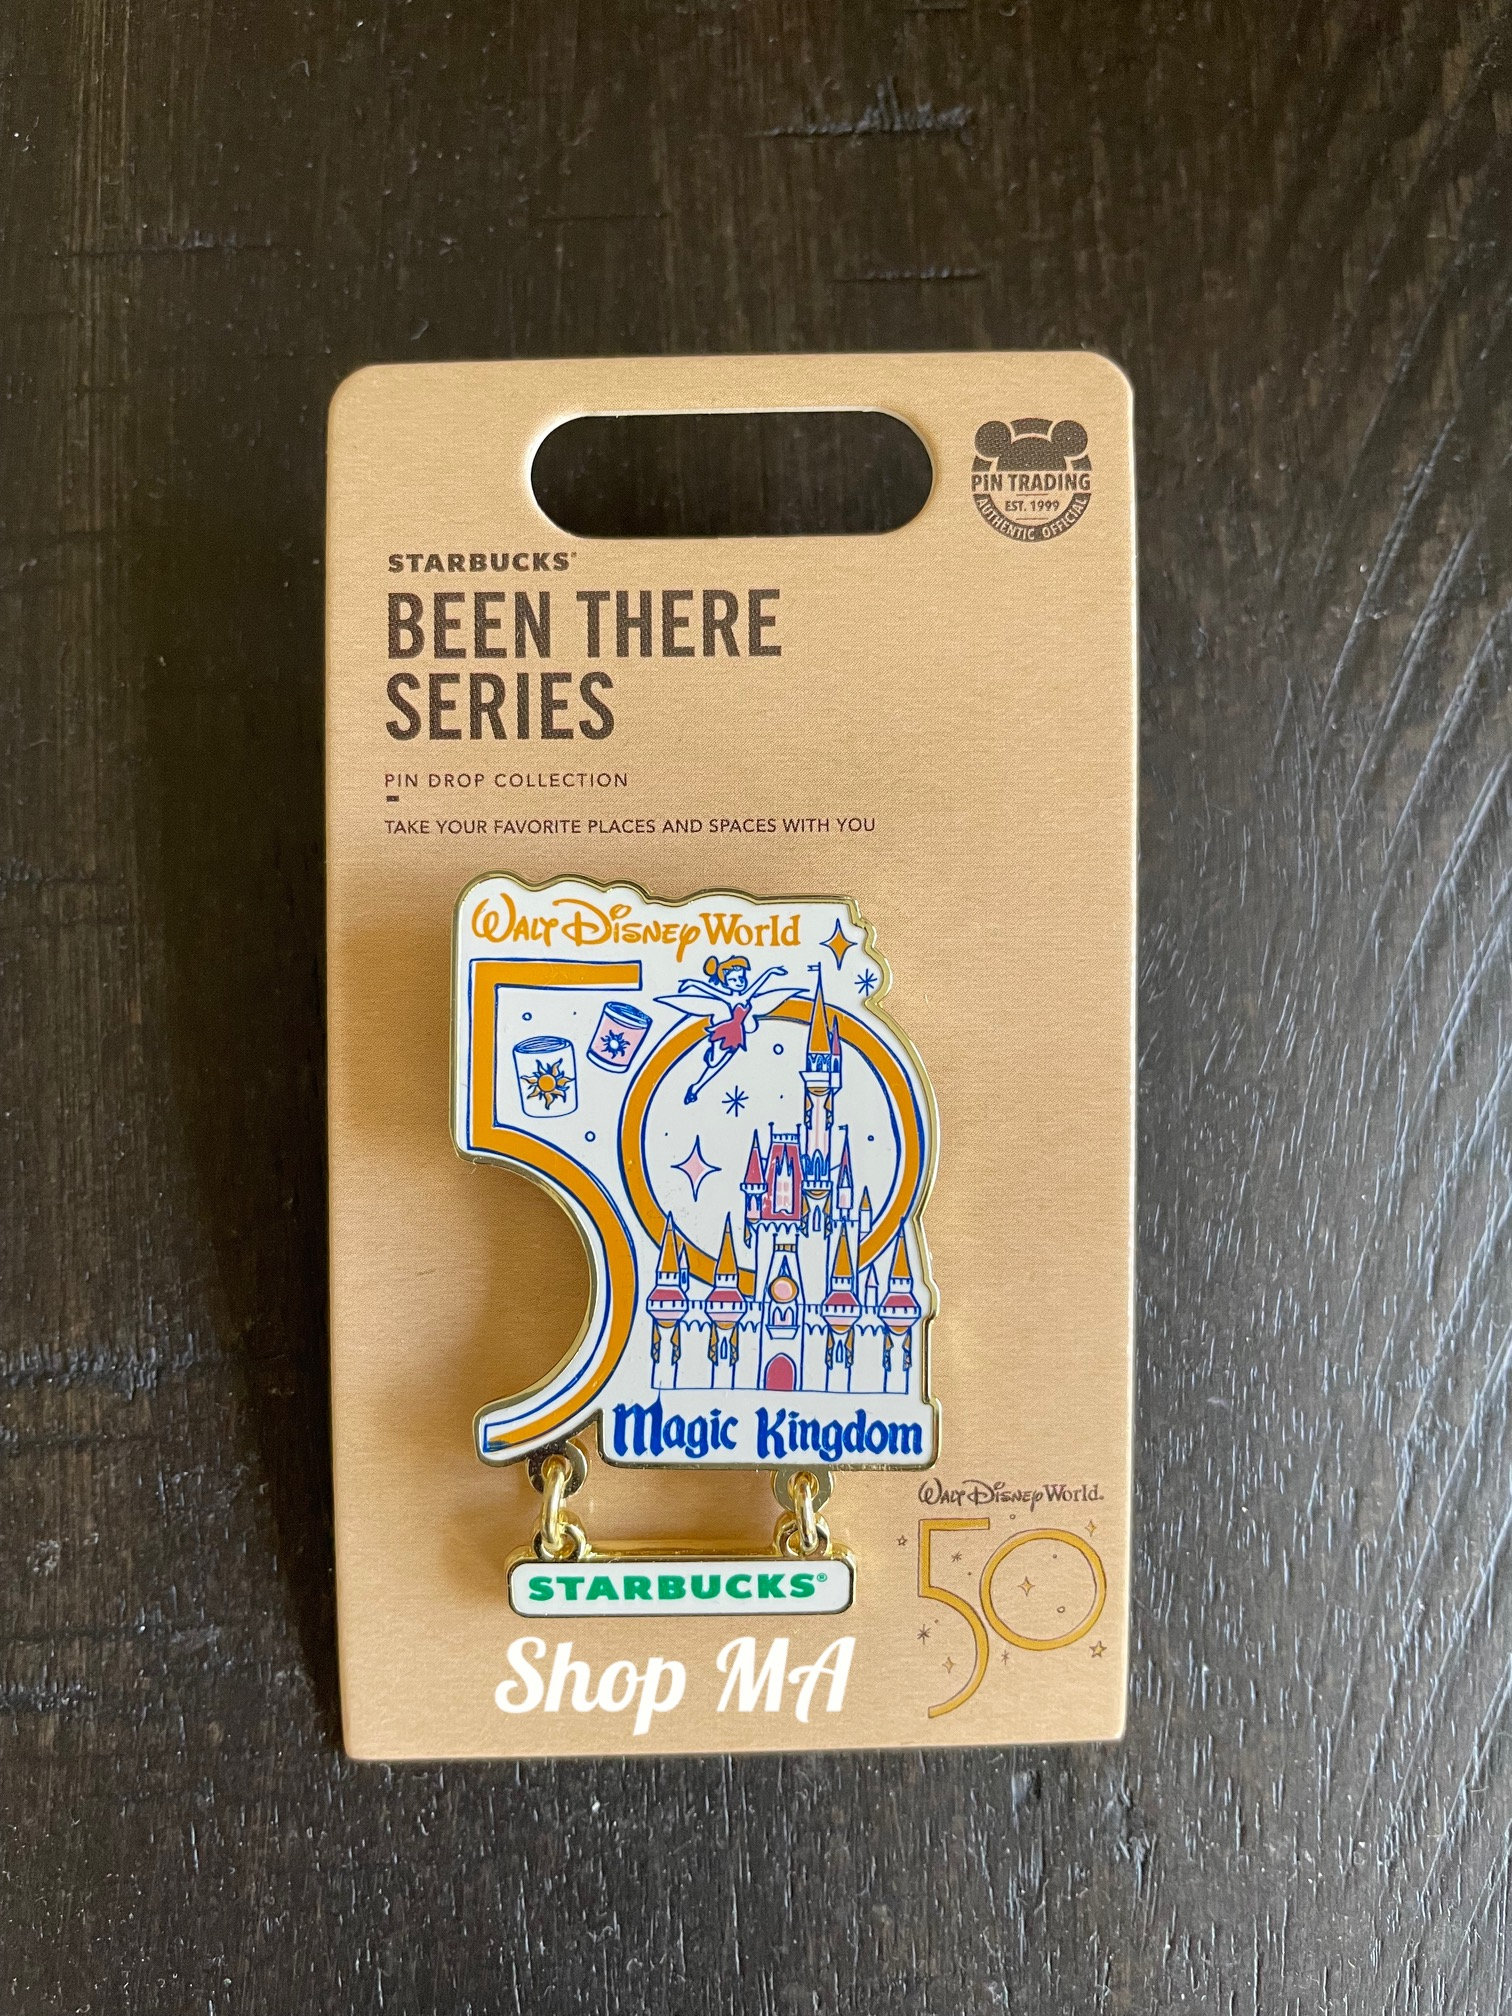 PIN TRADING
EST. 1999
AUTHENTIC OFFICIAL
STARBUCKS®
BEEN THERE
SERIES
PIN DROP COLLECTION
TAKE YOUR FAVORITE PLACES AND SPACES WITH YOU
WALT DISNEY World
50
Magic Kingdom
STARBUCKS®
WALT DISNEY World.
50
Shop MA